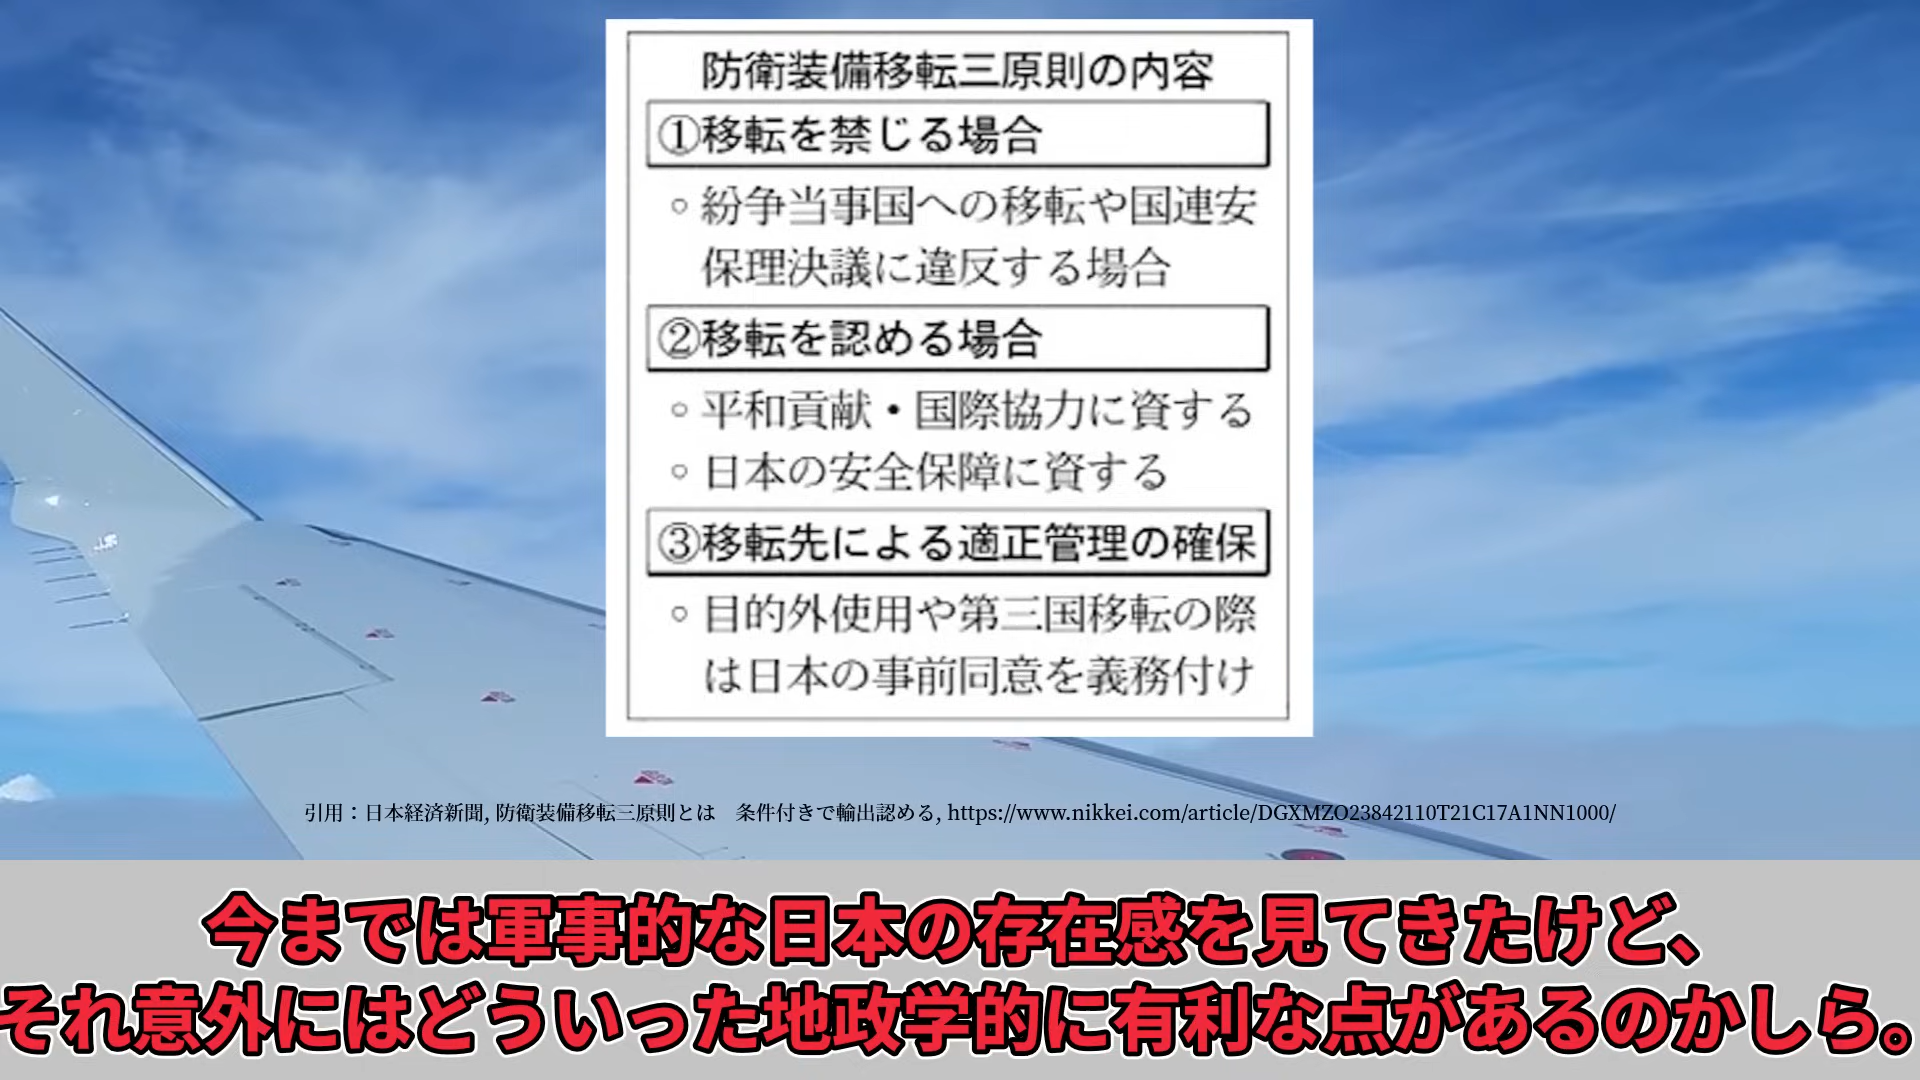 防衛装備移転三原則の内容
①移転を禁じる場合
○紛争当事国への移転や国連安
保理決議に違反する場合
②移転を認める場合
○平和貢献・国際協力に資する
○日本の安全保障に資する
③移転先による適正管理の確保
○目的外使用や第三国移転の際
は日本の事前同意を義務付け
引用：日本経済新聞, 防衛装備移転三原則とは　条件付きで輸出認める, https://www.nikkei.com/article/DGXMZO23842110T21C17A1NN1000/
今までは軍事的な日本の存在感を見てきたけど、
それ意外にはどういった地政学的に有利な点があるのかしら。